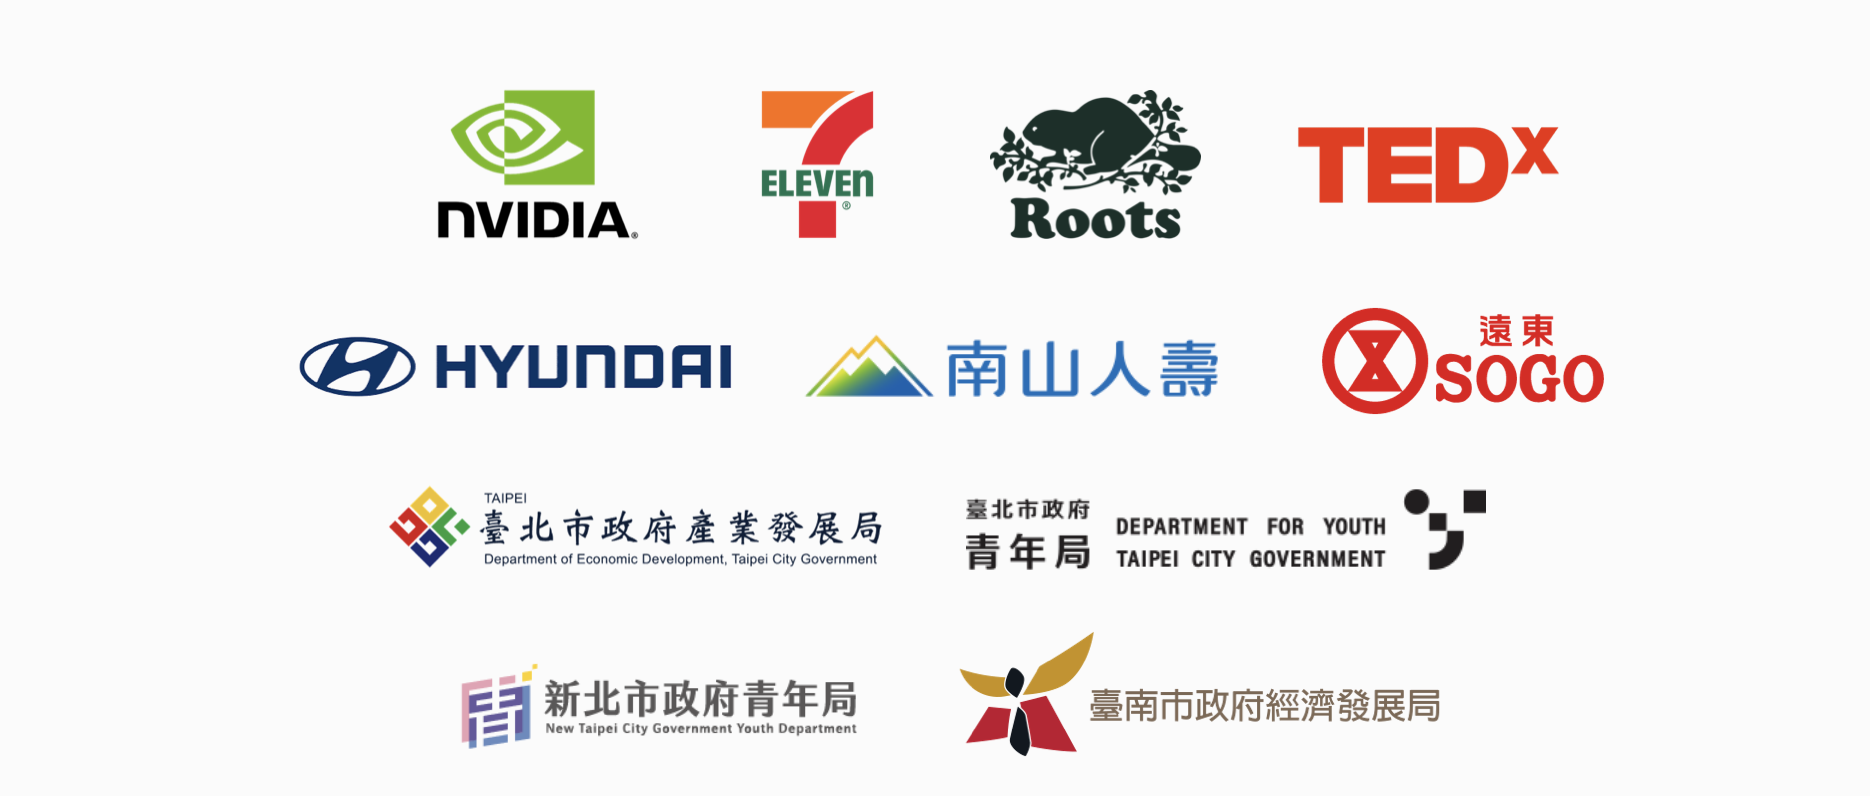 NVIDIA®
7
ELEVEn
®
Roots
TEDx
HYUNDAI
南山人壽
遠東
SOGO
TAIPEI
臺北市政府產業發展局
Department of Economic Development, Taipei City Government
臺北市政府
青年局
DEPARTMENT FOR YOUTH
TAIPEI CITY GOVERNMENT
新北市政府青年局
New Taipei City Government Youth Department
臺南市政府經濟發展局